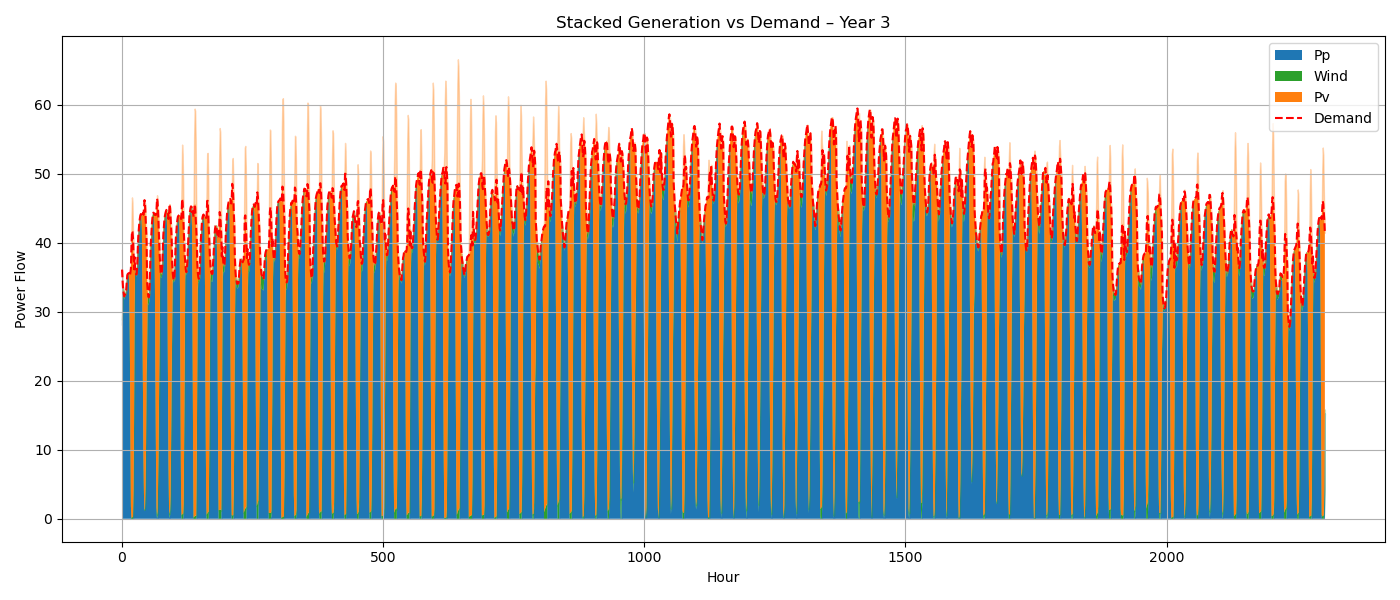 Stacked Generation vs Demand – Year 3
Pp
Wind
Pv
Demand
Power Flow
60
50
40
30
20
10
0
0 500 1000 1500 2000
Hour